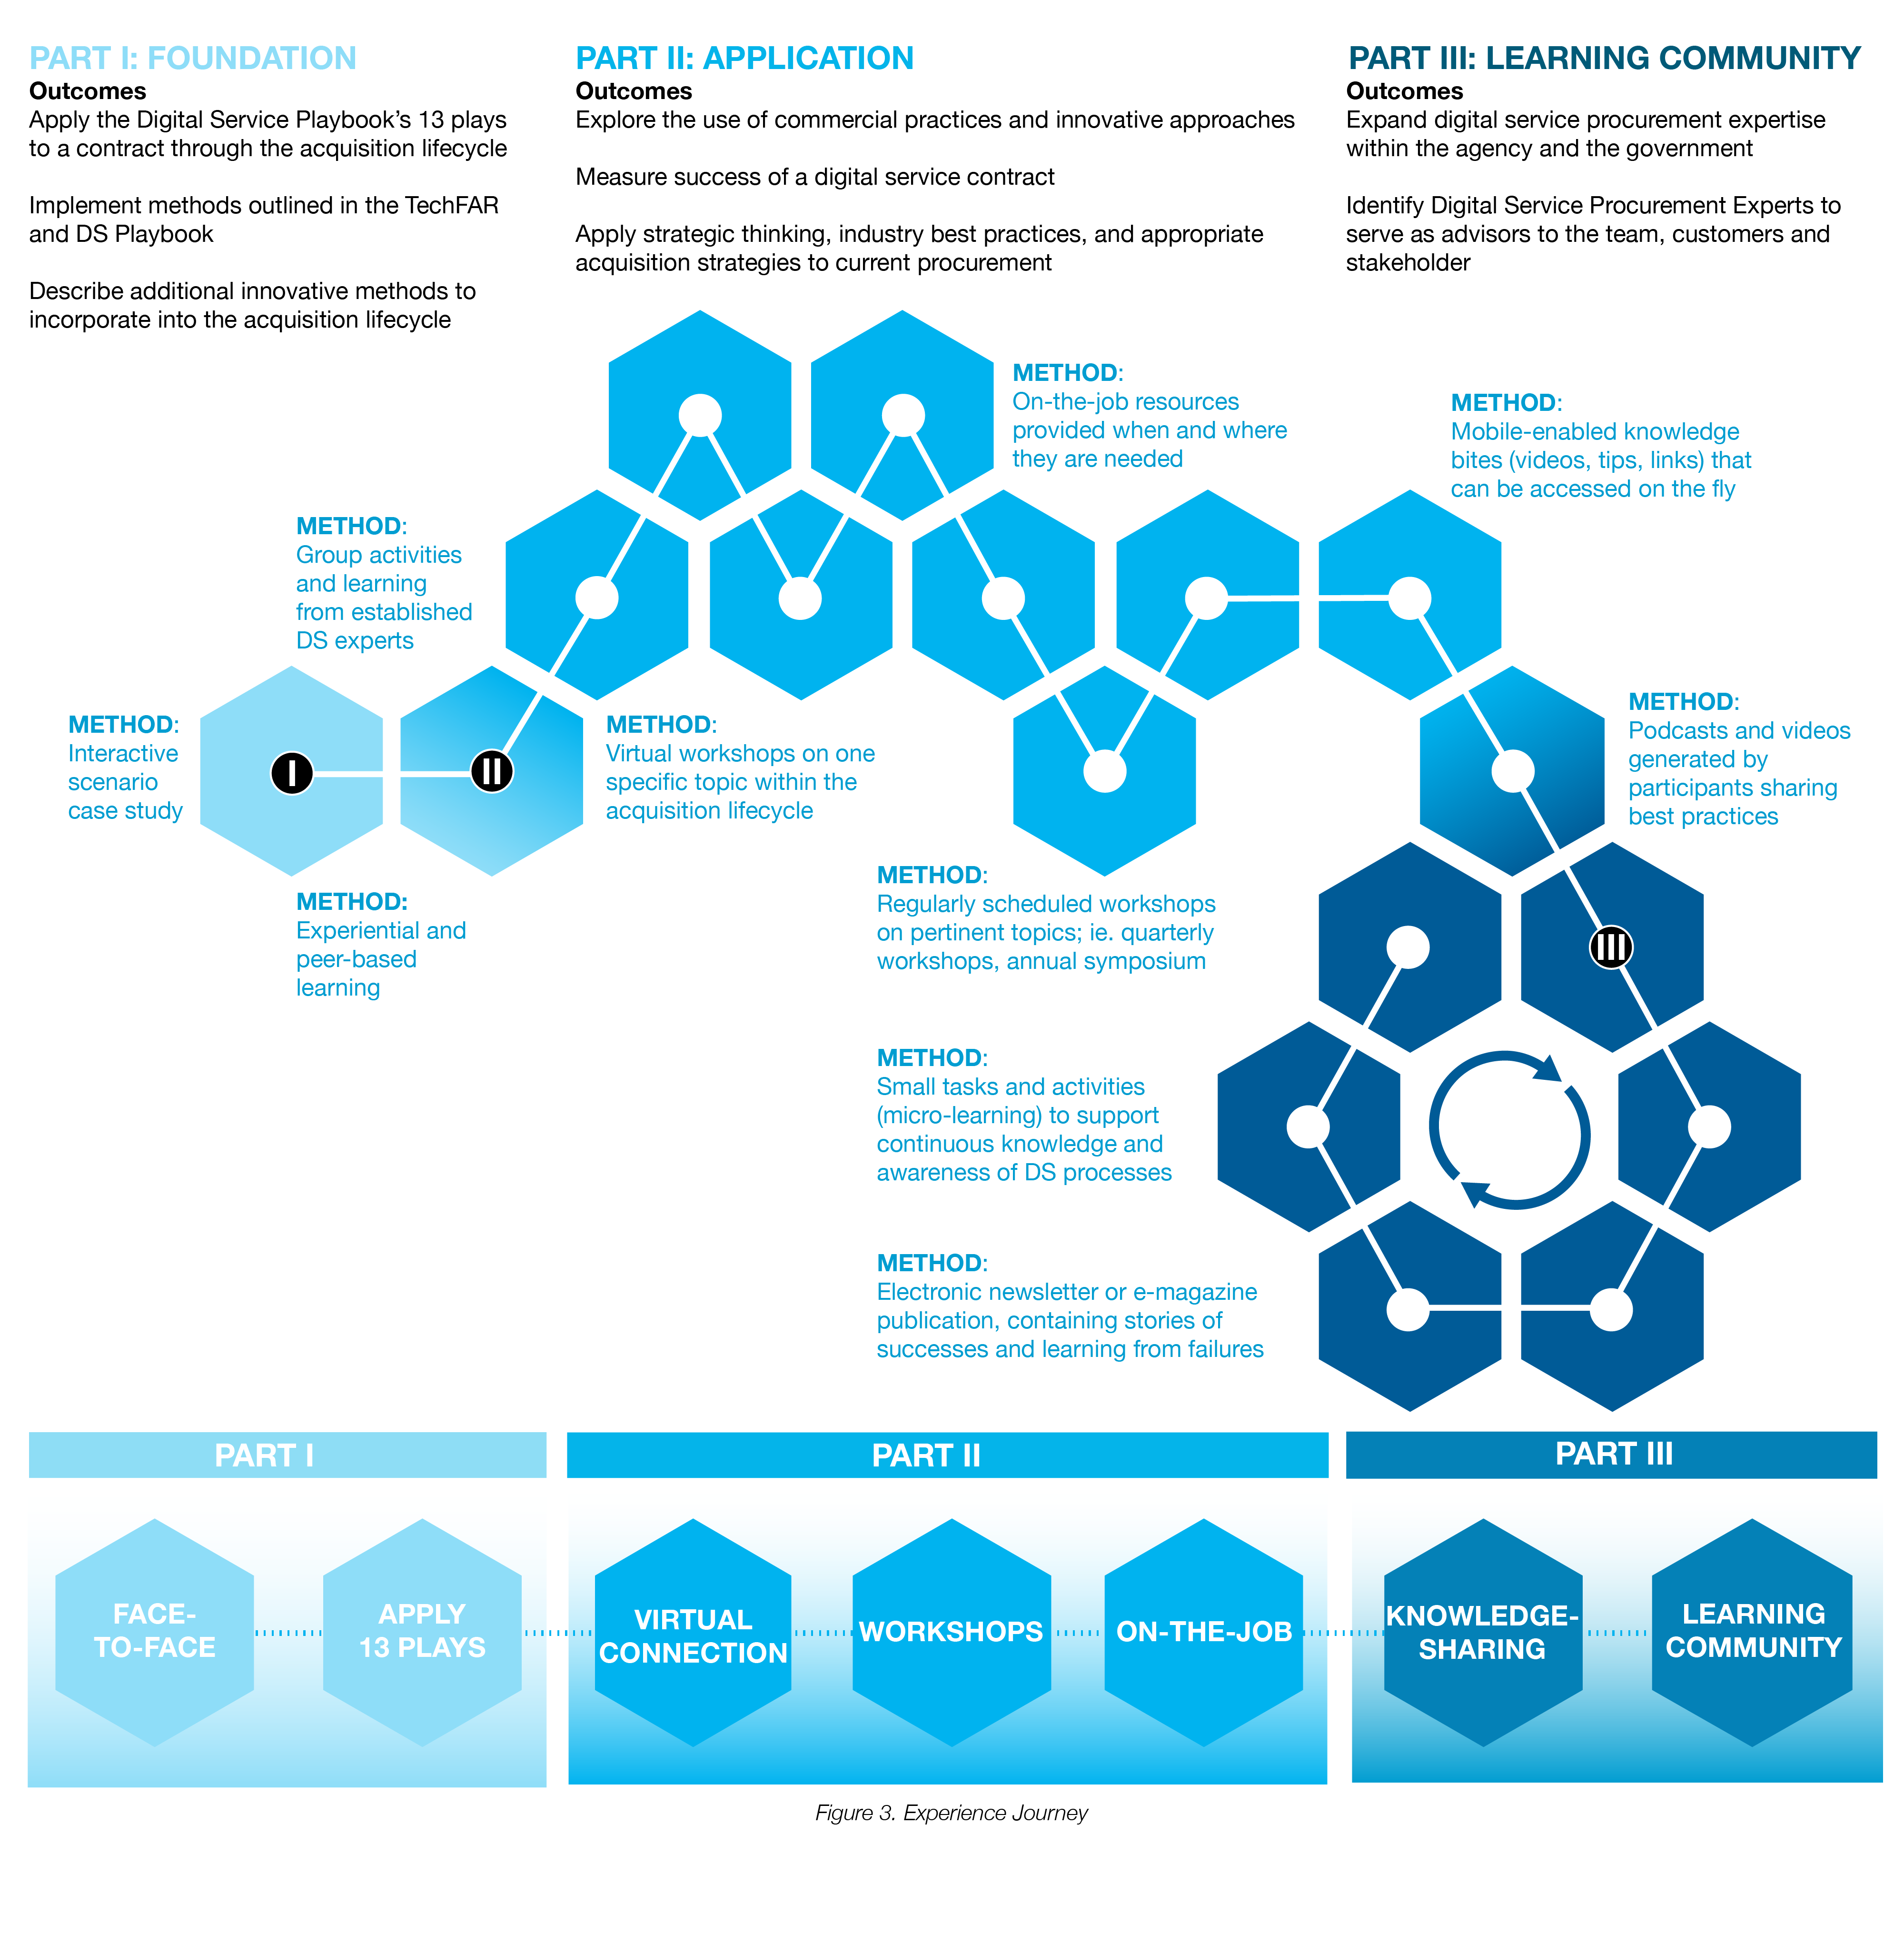 PART I: FOUNDATION
Outcomes
Apply the Digital Service Playbook’s 13 plays
to a contract through the acquisition lifecycle
Implement methods outlined in the TechFAR
and DS Playbook
Describe additional innovative methods to
incorporate into the acquisition lifecycle
PART II: APPLICATION
Outcomes
Explore the use of commercial practices and innovative approaches
Measure success of a digital service contract
Apply strategic thinking, industry best practices, and appropriate
acquisition strategies to current procurement
PART III: LEARNING COMMUNITY
Outcomes
Expand digital service procurement expertise
within the agency and the government
Identify Digital Service Procurement Experts to
serve as advisors to the team, customers and
stakeholder
METHOD:
On-the-job resources
provided when and where
they are needed
METHOD:
Mobile-enabled knowledge
bites (videos, tips, links) that
can be accessed on the fly
METHOD:
Group activities
and learning
from established
DS experts
METHOD:
Interactive
scenario
case study
I
II
METHOD:
Virtual workshops on one
specific topic within the
acquisition lifecycle
METHOD:
Podcasts and videos
generated by
participants sharing
best practices
METHOD:
Experiential and
peer-based
learning
METHOD:
Regularly scheduled workshops
on pertinent topics; ie. quarterly
workshops, annual symposium
III
METHOD:
Small tasks and activities
(micro-learning) to support
continuous knowledge and
awareness of DS processes
METHOD:
Electronic newsletter or e-magazine
publication, containing stories of
successes and learning from failures
PART I
PART II
PART III
FACE-
TO-FACE
APPLY
13 PLAYS
VIRTUAL
CONNECTION
WORKSHOPS
ON-THE-JOB
KNOWLEDGE-
SHARING
LEARNING
COMMUNITY
Figure 3. Experience Journey